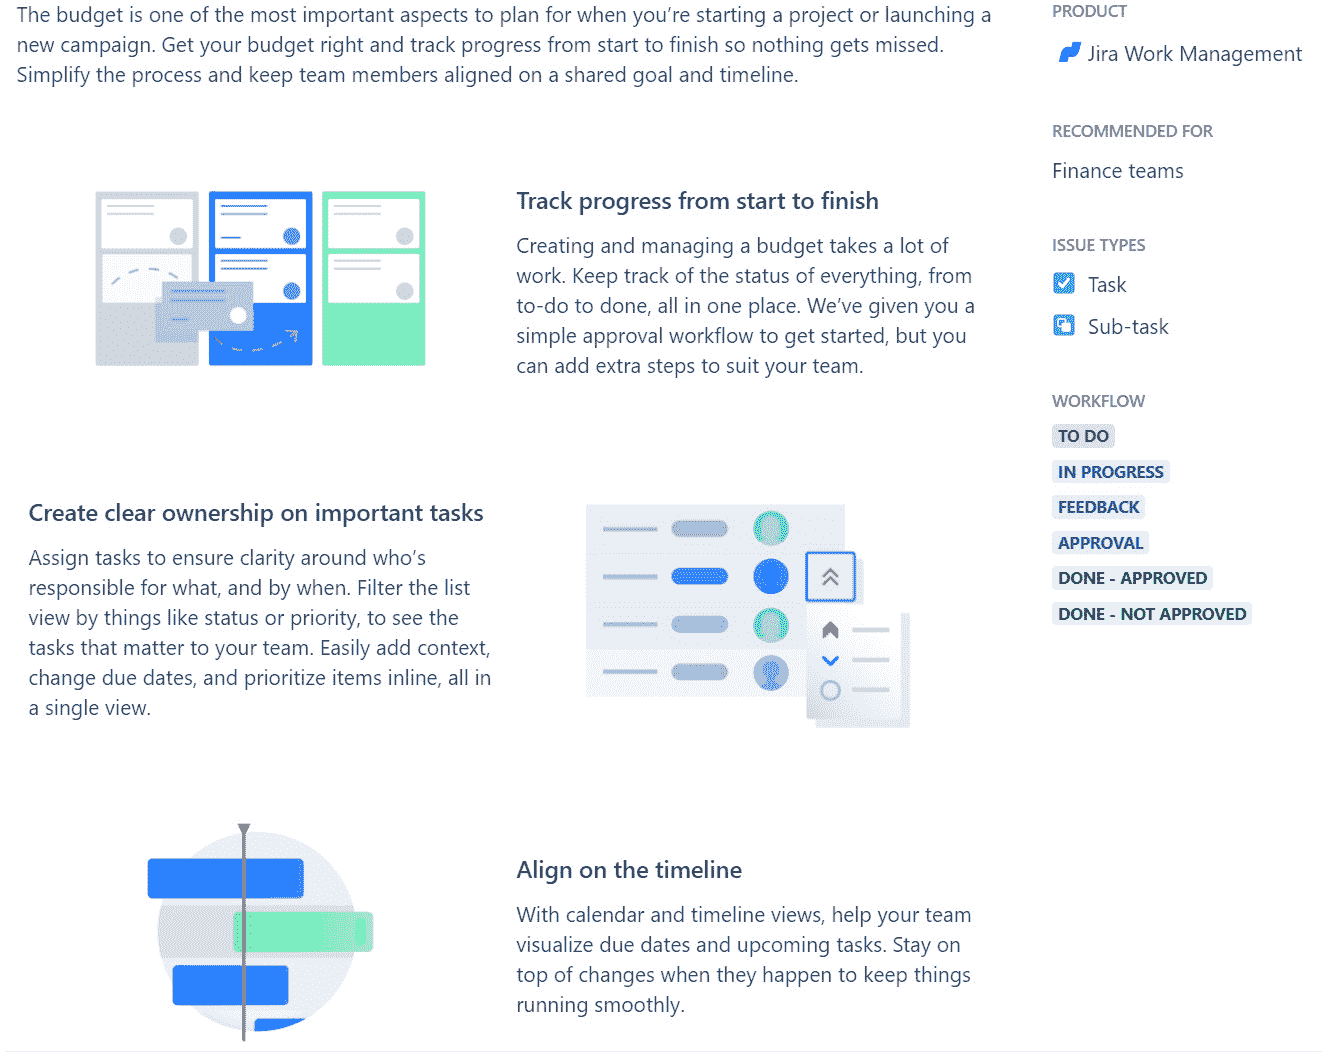 The budget is one of the most important aspects to plan for when you’re starting a project or launching a
new campaign. Get your budget right and track progress from start to finish so nothing gets missed.
Simplify the process and keep team members aligned on a shared goal and timeline.
Track progress from start to finish
Creating and managing a budget takes a lot of
work. Keep track of the status of everything, from
to-do to done, all in one place. We’ve given you a
simple approval workflow to get started, but you
can add extra steps to suit your team.
Create clear ownership on important tasks
Assign tasks to ensure clarity around who’s
responsible for what, and by when. Filter the list
view by things like status or priority, to see the
tasks that matter to your team. Easily add context,
change due dates, and prioritize items inline, all in
a single view.
Align on the timeline
With calendar and timeline views, help your team
visualize due dates and upcoming tasks. Stay on
top of changes when they happen to keep things
running smoothly.
PRODUCT
Jira Work Management
RECOMMENDED FOR
Finance teams
ISSUE TYPES
Task
Sub-task
WORKFLOW
TO DO
IN PROGRESS
FEEDBACK
APPROVAL
DONE - APPROVED
DONE - NOT APPROVED